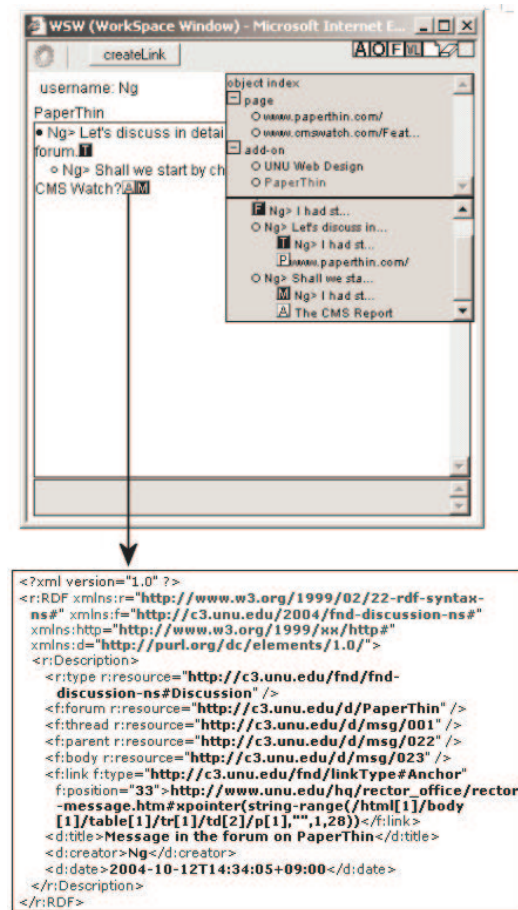 WSW (WorkSpace Window) - Microsoft Internet E...
createLink
A O F
username: Ng
PaperThin
• Ng> Let's discuss in detai
forum. T
○ Ng> Shall we start by ch
CMS Watch? A M
object index
page
www.paperthin.com/
www.cmswatch.com/Feat...
add-on
UNU Web Design
PaperThin
F Ng> I had st...
Ng> Let's discuss in...
T Ng> I had st...
P www.paperthin.com/
Ng> Shall we sta...
M Ng> I had st...
A The CMS Report
<?xml version="1.0" ?>
<r:RDF xmlns:r="http://www.w3.org/1999/02/22-rdf-syntax-
ns#" xmlns:f="http://c3.unu.edu/2004/fnd-discussion-ns#"
xmlns:http="http://www.w3.org/1999/xx/http#"
xmlns:d="http://purl.org/dc/elements/1.0/">
<r:Description>
<r:type r:resource="http://c3.unu.edu/fnd/fnd-
discussion-ns#Discussion" />
<f:forum r:resource="http://c3.unu.edu/d/PaperThin" />
<f:thread r:resource="http://c3.unu.edu/d/msg/001" />
<f:parent r:resource="http://c3.unu.edu/d/msg/022" />
<f:body r:resource="http://c3.unu.edu/d/msg/023" />
<f:link f:type="http://c3.unu.edu/fnd/linkType#Anchor"
f:position="33">http://www.unu.edu/hq/rector_office/rector
-message.htm#xpointer(string-range(/html[1]/body
[1]/table[1]/tr[1]/td[2]/p[1],"",1,28))</f:link>
<d:title>Message in the forum on PaperThin</d:title>
<d:creator>Ng</d:creator>
<d:date>2004-10-12T14:34:05+09:00</d:date>
</r:Description>
</r:RDF>